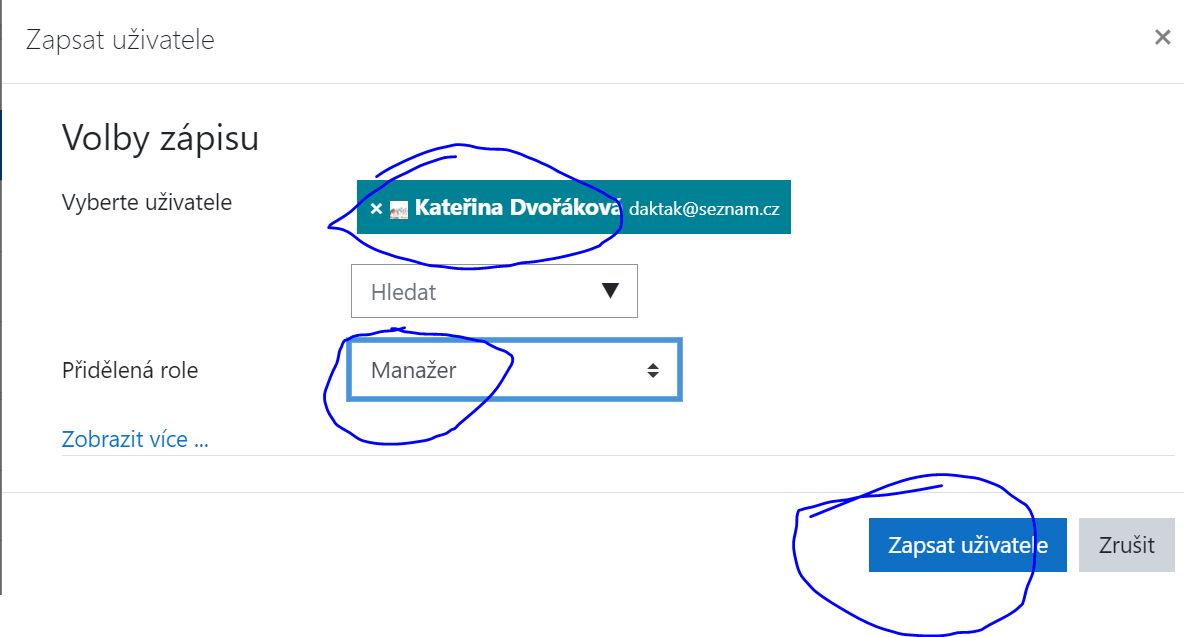 Zapsat uživatele ×
Volby zápisu
Vyberte uživatele
× Kateřina Dvořáková daktak@seznam.cz
Hledat ▼
Přidělená role
Manažer
Zobrazit více ...
Zapsat uživatele
Zrušit